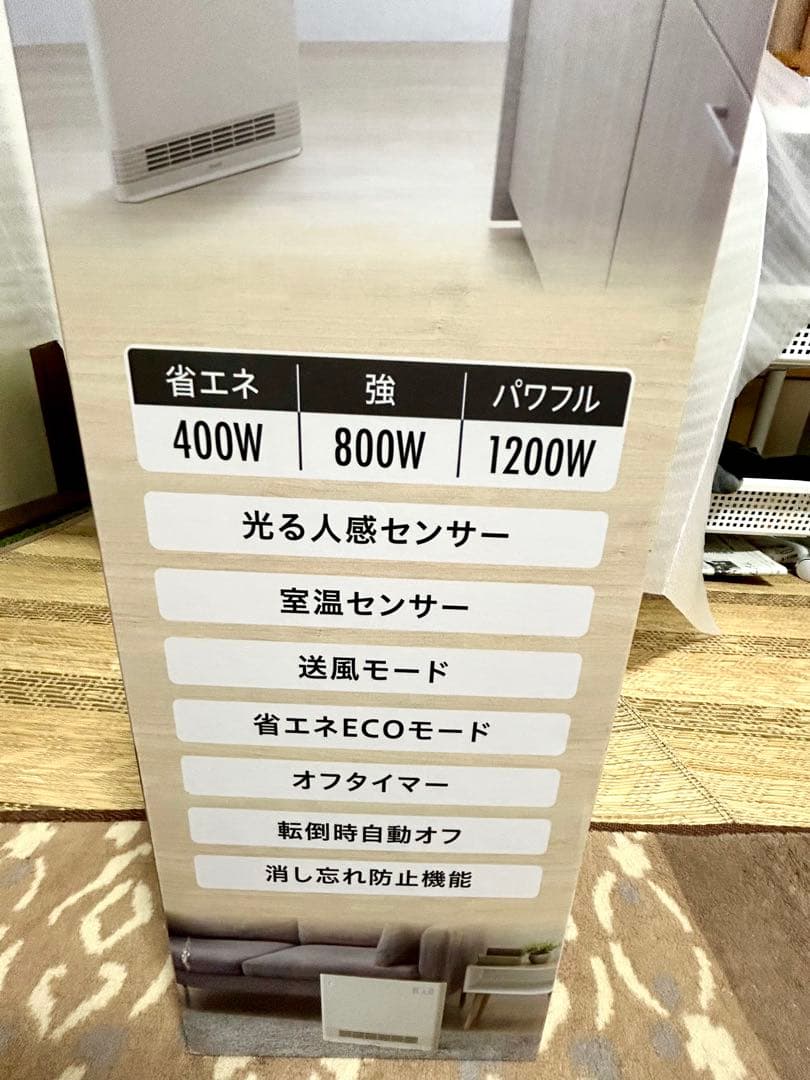 省エネ 強 パワフル
400W 800W 1200W
光る人感センサー
室温センサー
送風モード
省エネECOモード
オフタイマー
転倒時自動オフ
消し忘れ防止機能